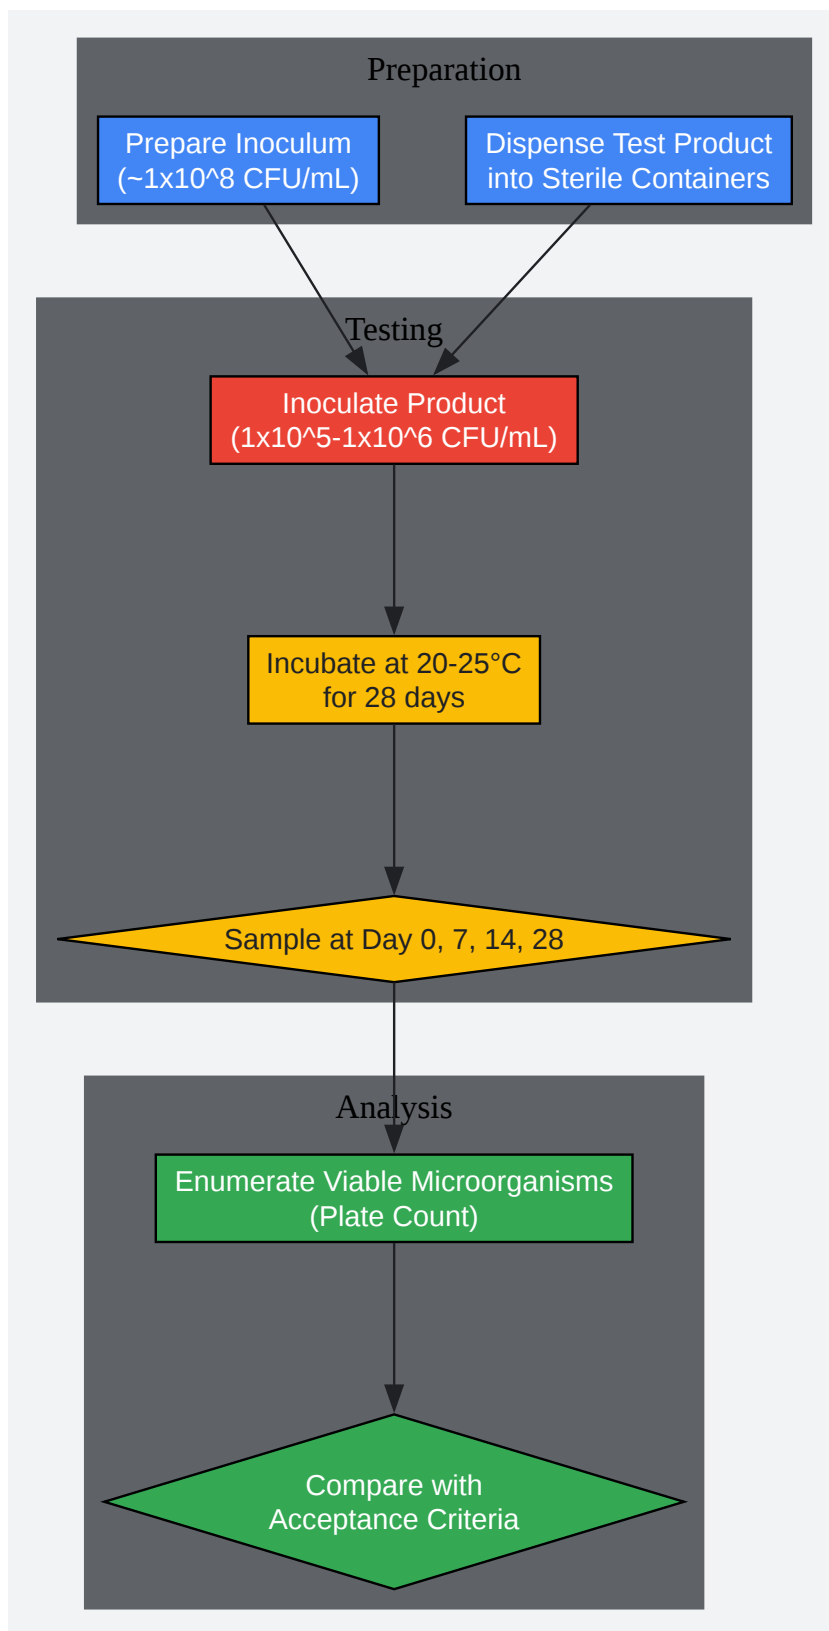 Preparation
Prepare Inoculum
(~1x10^8 CFU/mL)
Dispense Test Product
into Sterile Containers
Testing
Inoculate Product
(1x10^5-1x10^6 CFU/mL)
Incubate at 20-25°C
for 28 days
Sample at Day 0, 7, 14, 28
Analysis
Enumerate Viable Microorganisms
(Plate Count)
Compare with
Acceptance Criteria